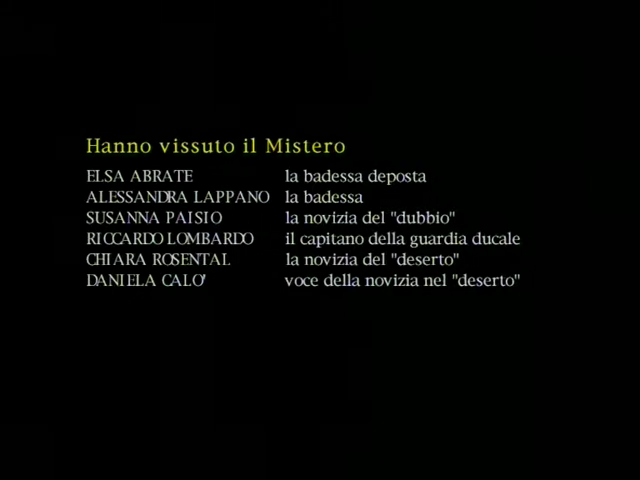 Hanno vissuto il Mistero
ELSA ABRATE la badessa deposta
ALESSANDRA LAPPANO la badessa
SUSANNA PAISIO la novizia del "dubbio"
RICCARDO LOMBARDO il capitano della guardia ducale
CHIARA ROSENTAL la novizia del "deserto"
DANIELA CALO' voce della novizia nel "deserto"